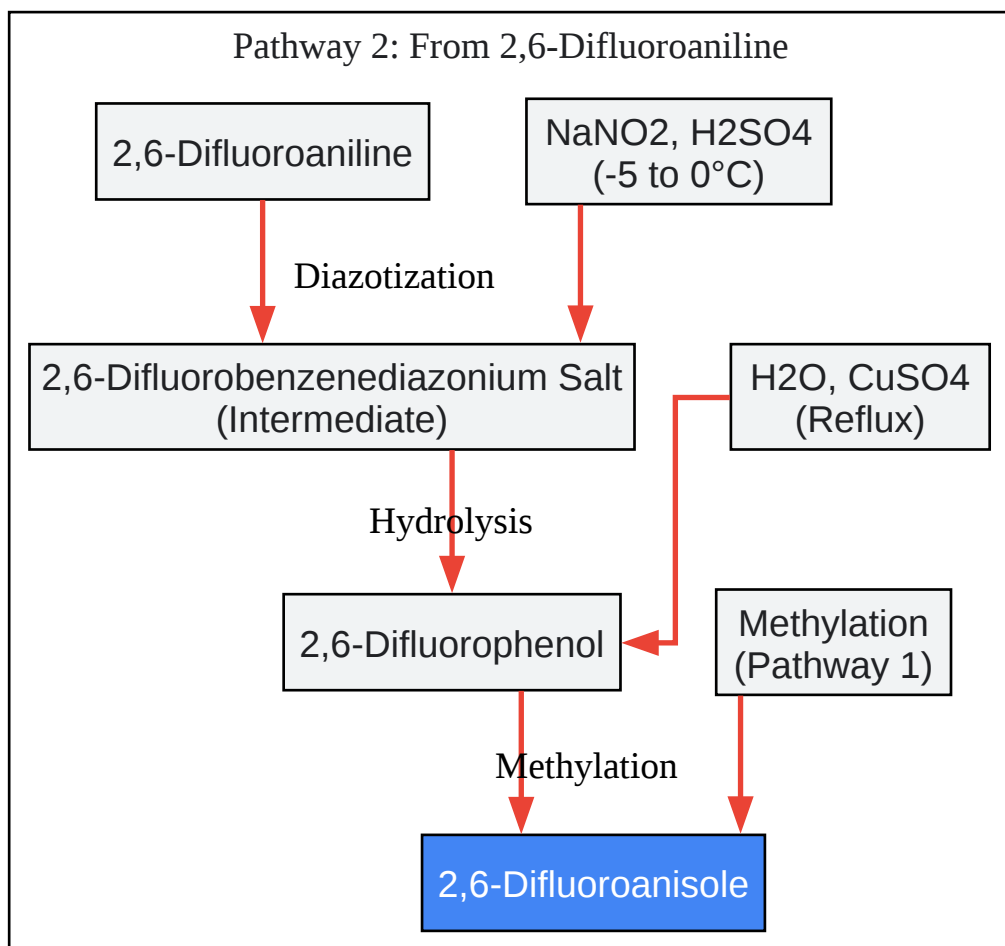 Pathway 2: From 2,6-Difluoroaniline
2,6-Difluoroaniline
NaNO2, H2SO4
(-5 to 0°C)
Diazotization
2,6-Difluorobenzenediazonium Salt
(Intermediate)
H2O, CuSO4
(Reflux)
Hydrolysis
2,6-Difluorophenol
Methylation
(Pathway 1)
Methylation
2,6-Difluoroanisole